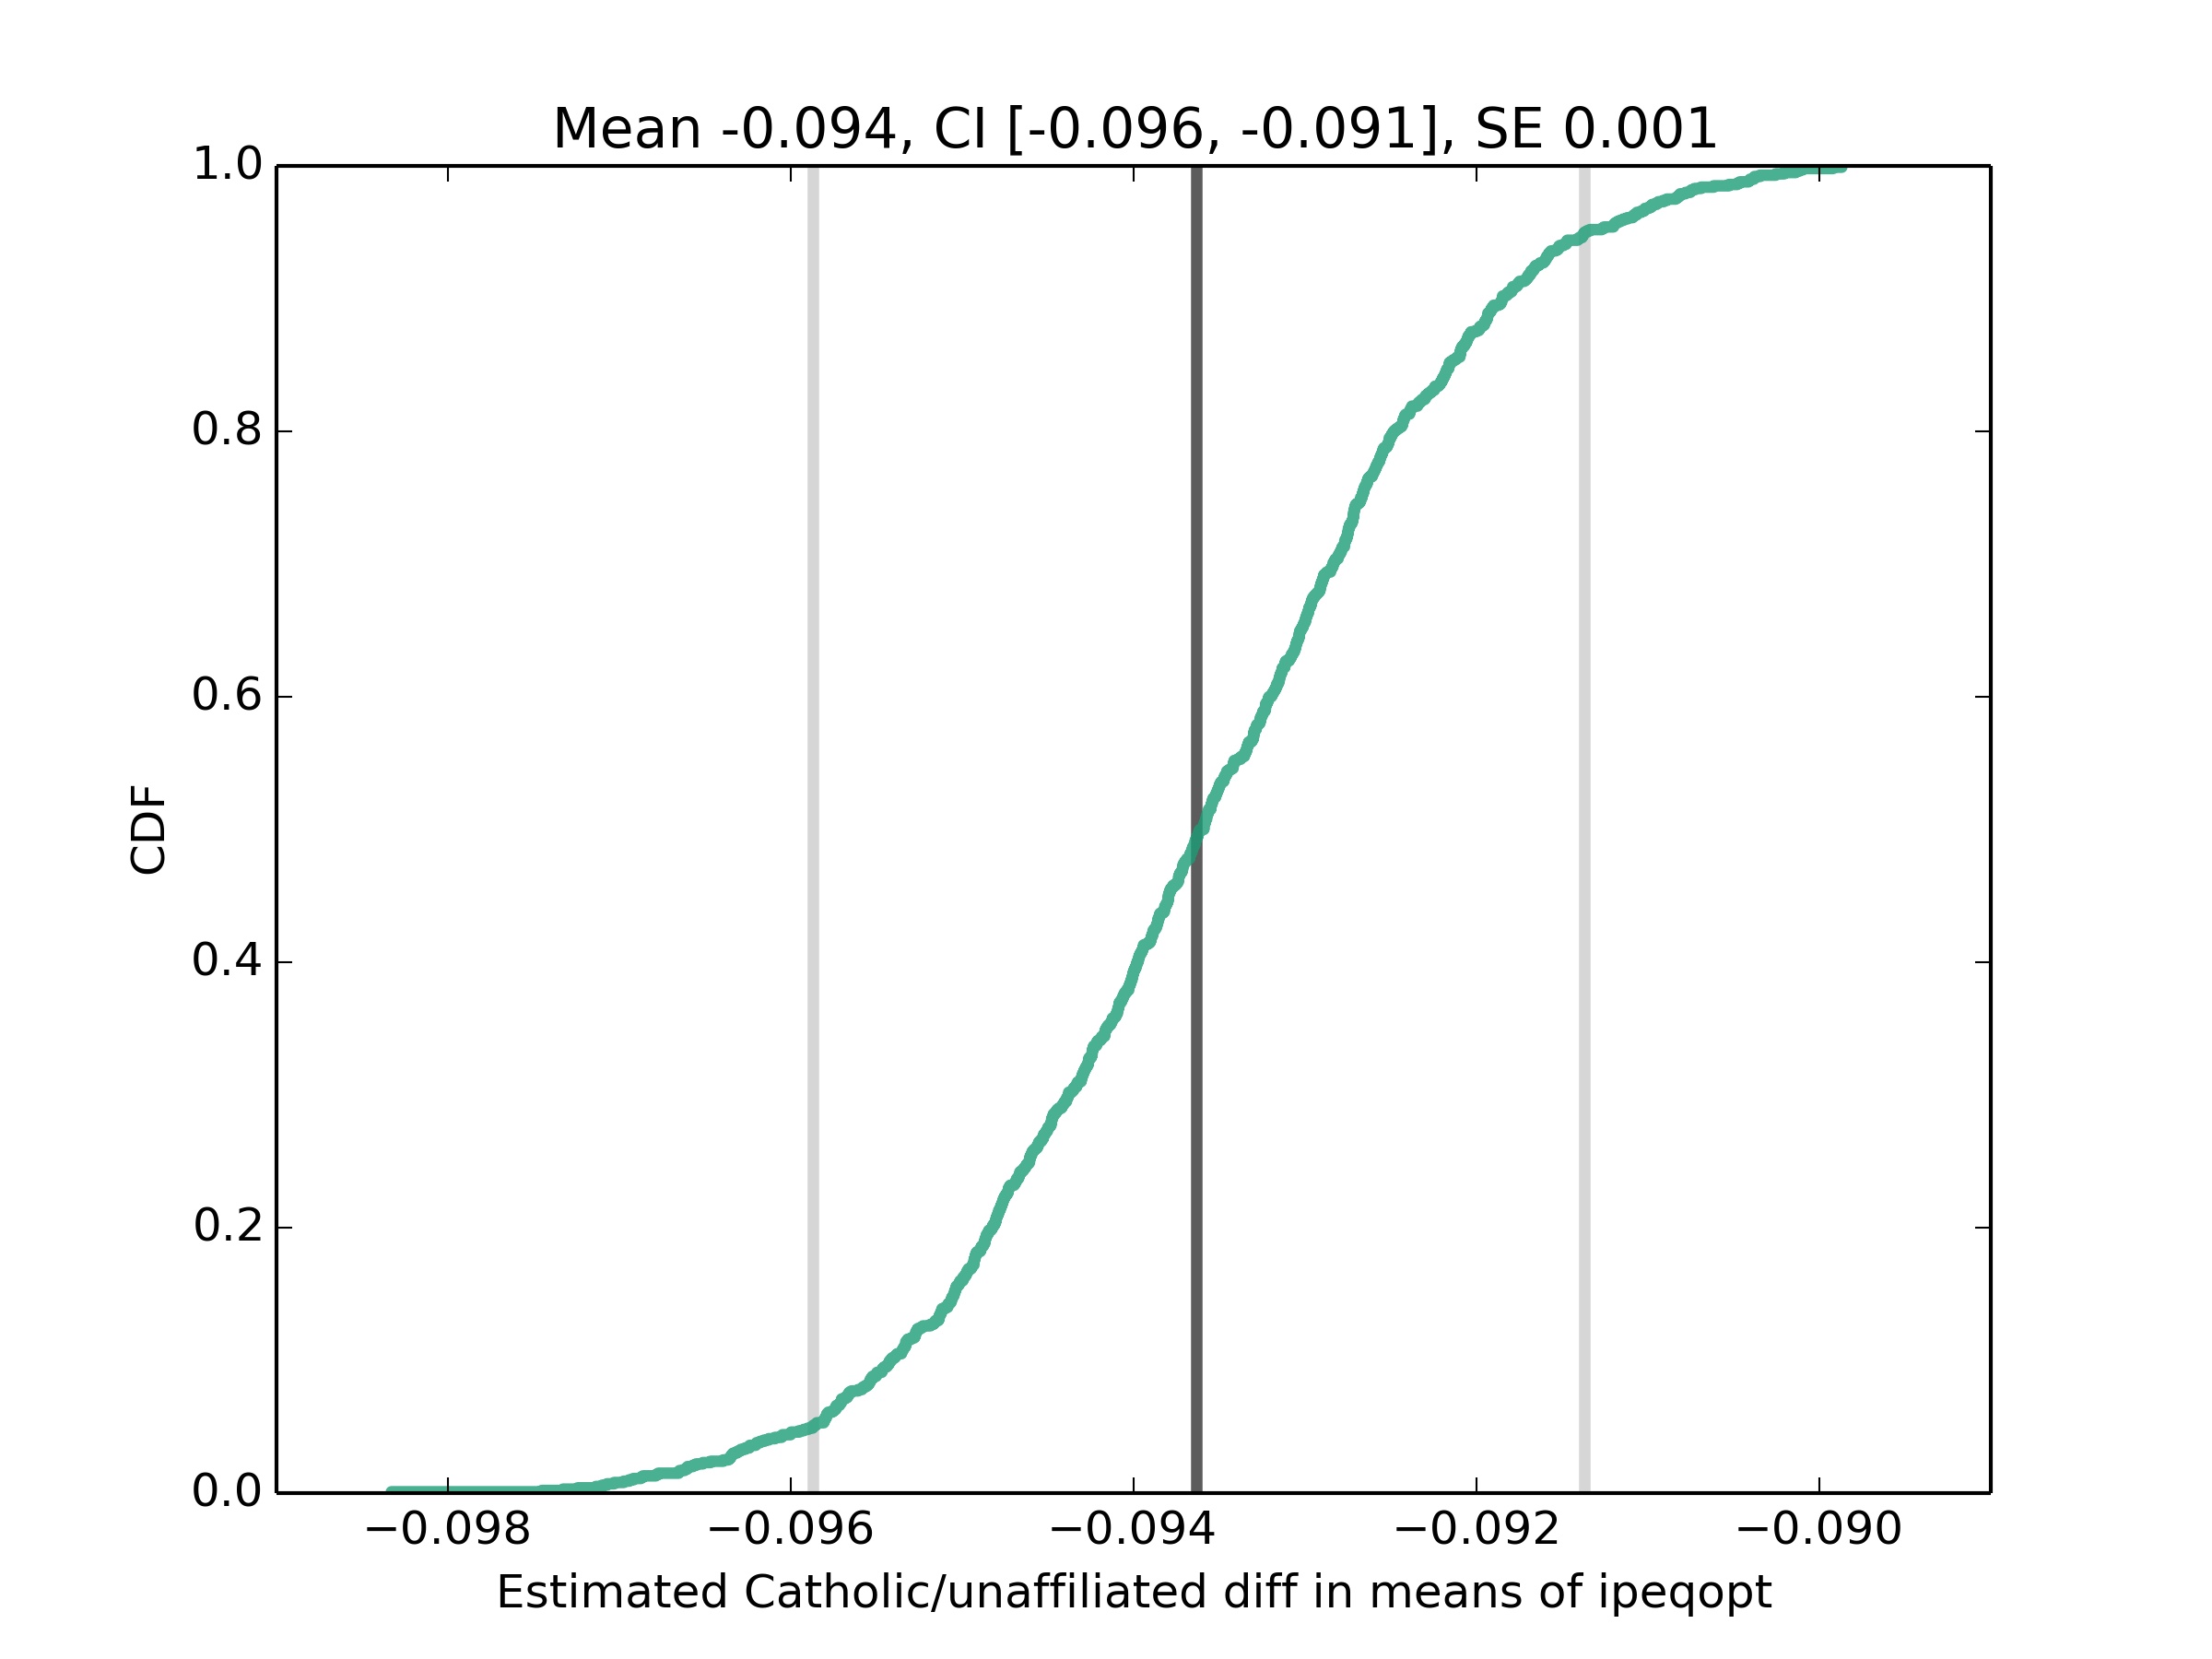 Mean -0.094, CI [-0.096, -0.091], SE 0.001
1.0
0.8
0.6
0.4
0.2
0.0
CDF
−0.098 −0.096 −0.094 −0.092 −0.090
Estimated Catholic/unaffiliated diff in means of ipeqopt